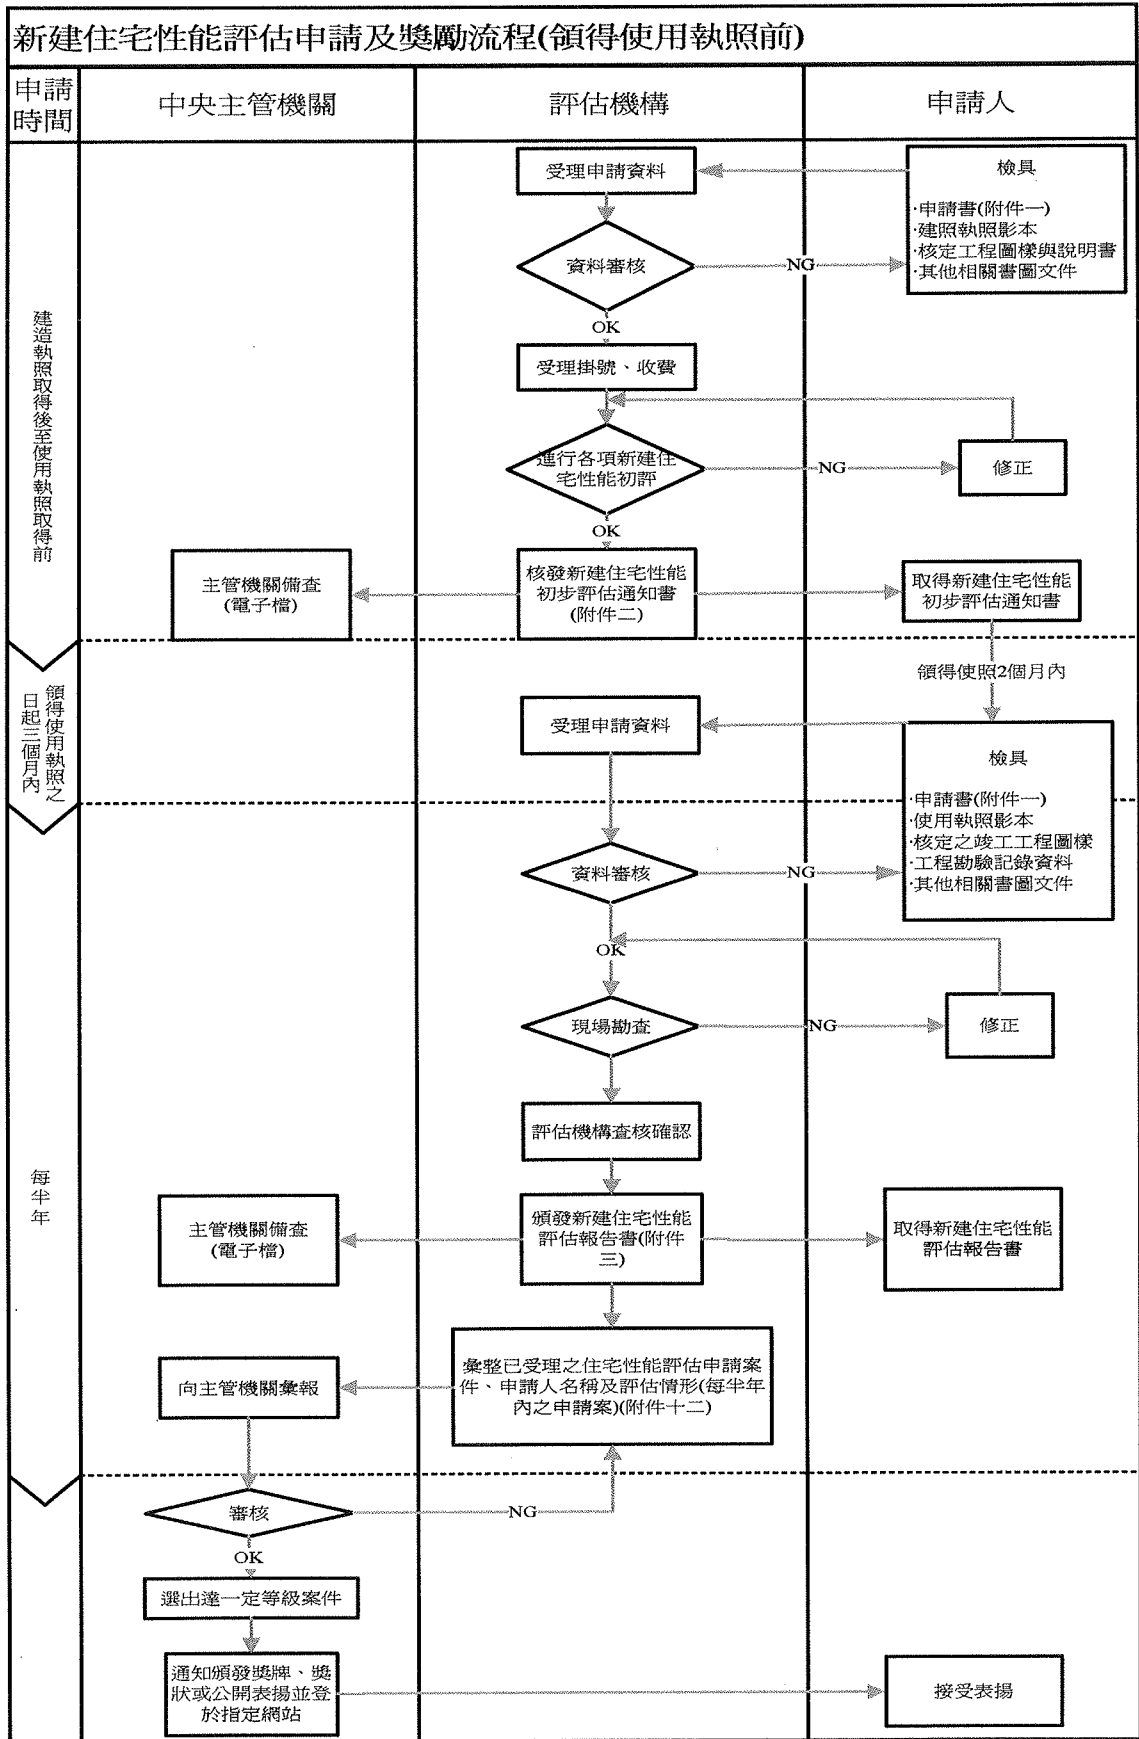 新建住宅性能評估申請及獎勵流程(領得使用執照前)
申請
時間
中央主管機關
評估機構
申請人
建造執照取得後至使用執照取得前
受理申請資料
檢具
·申請書(附件一)
·建照執照影本
·核定工程圖樣與說明書
·其他相關書圖文件
資料審核
NG
OK
受理掛號、收費
進行各項新建住
宅性能初評
NG
修正
OK
主管機關備查
(電子檔)
核發新建住宅性能
初步評估通知書
(附件二)
取得新建住宅性能
初步評估通知書
領得使照2個月內
領得使用執照之
日起三個月內
受理申請資料
檢具
·申請書(附件一)
·使用執照影本
·核定之竣工工程圖樣
·工程勘驗記錄資料
·其他相關書圖文件
資料審核
NG
OK
現場勘查
NG
修正
評估機構查核確認
每半年
主管機關備查
(電子檔)
頒發新建住宅性能
評估報告書(附件
三)
取得新建住宅性能
評估報告書
向主管機關彙報
彙整已受理之住宅性能評估申請案
件、申請人名稱及評估情形(每半年
內之申請案)(附件十二)
審核
NG
OK
選出達一定等級案件
通知頒發獎牌、獎
狀或公開表揚並登
於指定網站
接受表揚